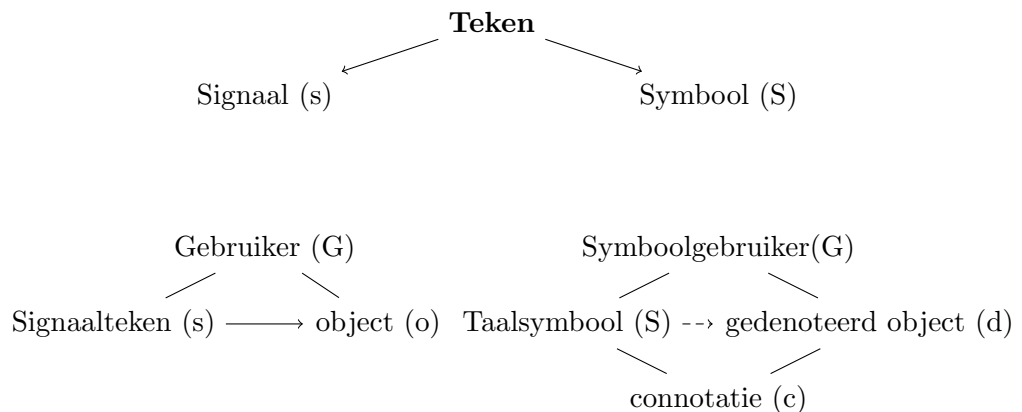 Teken
Signaal (s) Symbool (S)
Gebruiker (G) Symboolgebruiker(G)
Signaalteken (s) object (o) Taalsymbool (S) gedenoteerd object (d)
connotatie (c)